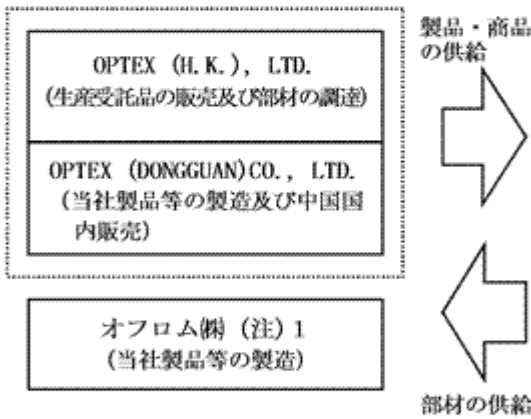 製品・商品
の供給
OPTEX (H.K.), LTD.
(生産受託品の販売及び部材の調達)
OPTEX (DONGGUAN)CO., LTD.
(当社製品等の製造及び中国国
内販売)
オフロム㈱ (注)1
(当社製品等の製造)
部材の供給